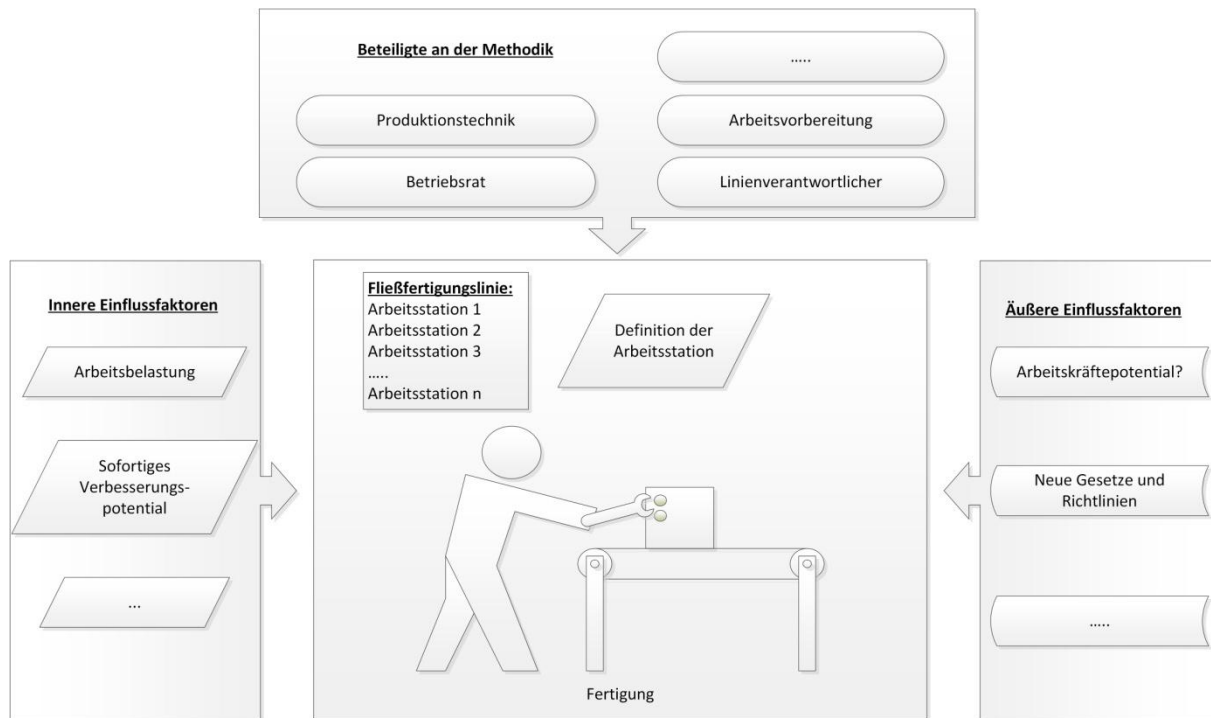 Beteiligte an der Methodik
…..
Produktionstechnik
Arbeitsvorbereitung
Betriebsrat
Linienverantwortlicher
Innere Einflussfaktoren
Arbeitsbelastung
Sofortiges
Verbesserungs-
potential
...
Fließfertigungslinie:
Arbeitsstation 1
Arbeitsstation 2
Arbeitsstation 3
…..
Arbeitsstation n
Definition der
Arbeitsstation
Fertigung
Äußere Einflussfaktoren
Arbeitskräftepotential?
Neue Gesetze und
Richtlinien
…..